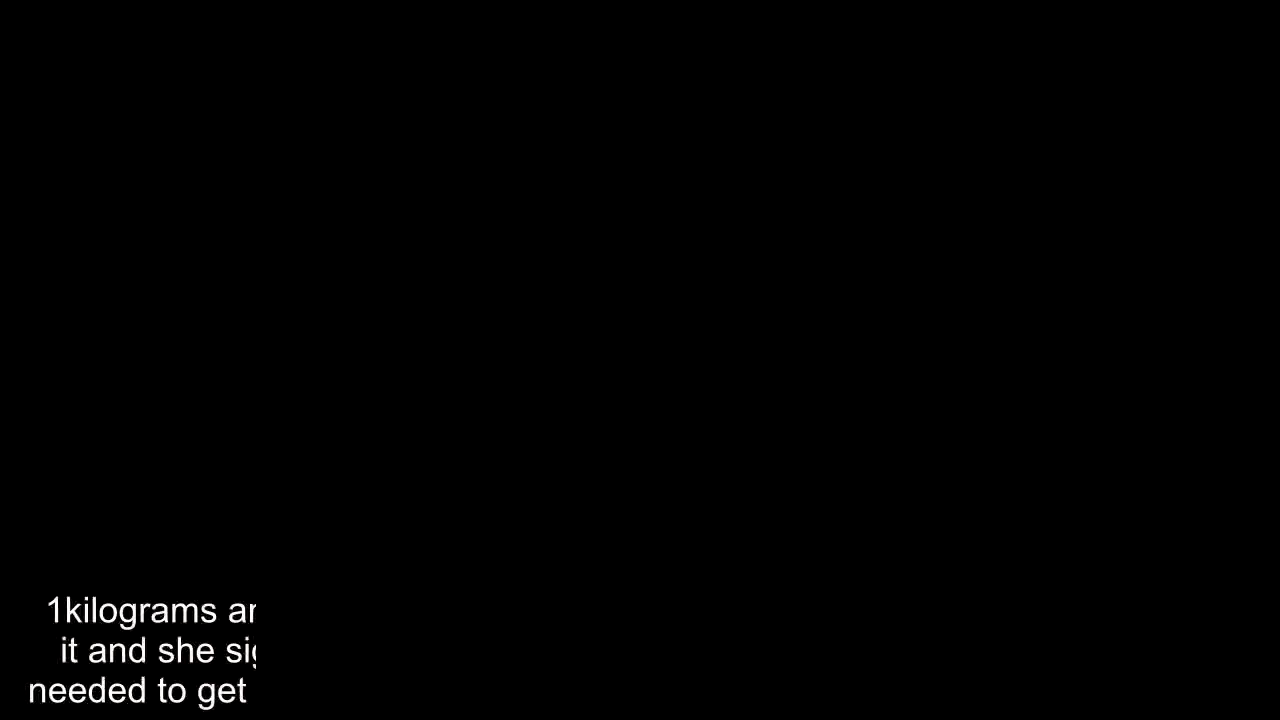 1kilograms
it and she
needed to get